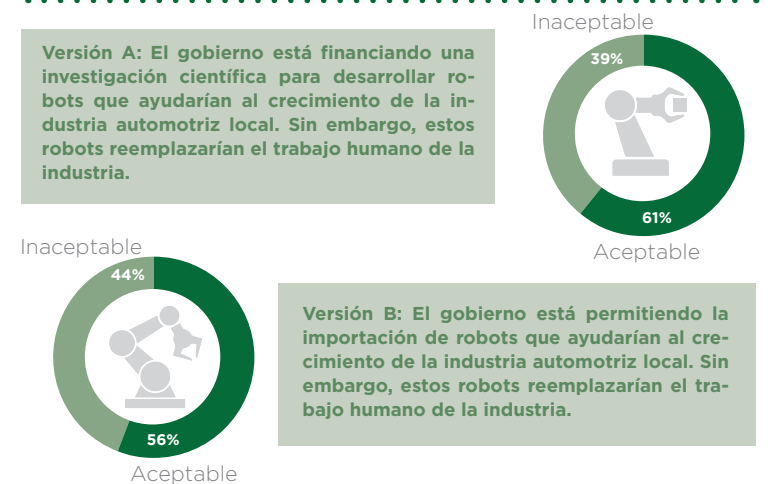 Inaceptable
39%
Versión A: El gobierno está financiando una
investigación científica para desarrollar ro-
bots que ayudarían al crecimiento de la in-
dustria automotriz local. Sin embargo, estos
robots reemplazarían el trabajo humano de la
industria.
61%
Aceptable
Inaceptable
44%
Versión B: El gobierno está permitiendo la
importación de robots que ayudarían al cre-
cimiento de la industria automotriz local. Sin
embargo, estos robots reemplazarían el tra-
bajo humano de la industria.
56%
Aceptable